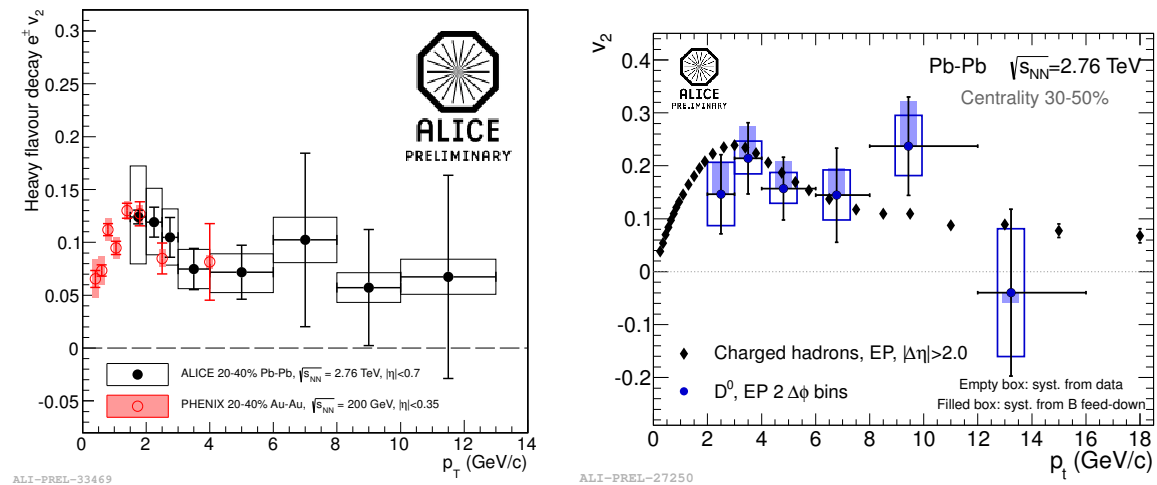 Heavy flavour decay e± v₂
0.3
0.25
0.2
0.15
0.1
0.05
0
-0.05
ALICE
PRELIMINARY
ALICE 20-40% Pb-Pb, √sNN = 2.76 TeV, |η|<0.7
PHENIX 20-40% Au-Au, √sNN = 200 GeV, |η|<0.35
0 2 4 6 8 10 12 14
pT (GeV/c)
ALI-PREL-33469
v₂
0.4
0.3
0.2
0.1
0
-0.1
-0.2
ALICE
PRELIMINARY
Pb-Pb √sNN=2.76 TeV
Centrality 30-50%
Charged hadrons, EP, |Δη|>2.0
D⁰, EP 2 Δϕ bins
Empty box: syst. from data
Filled box: syst. from B feed-down
0 2 4 6 8 10 12 14 16 18
pt (GeV/c)
ALI-PREL-27250